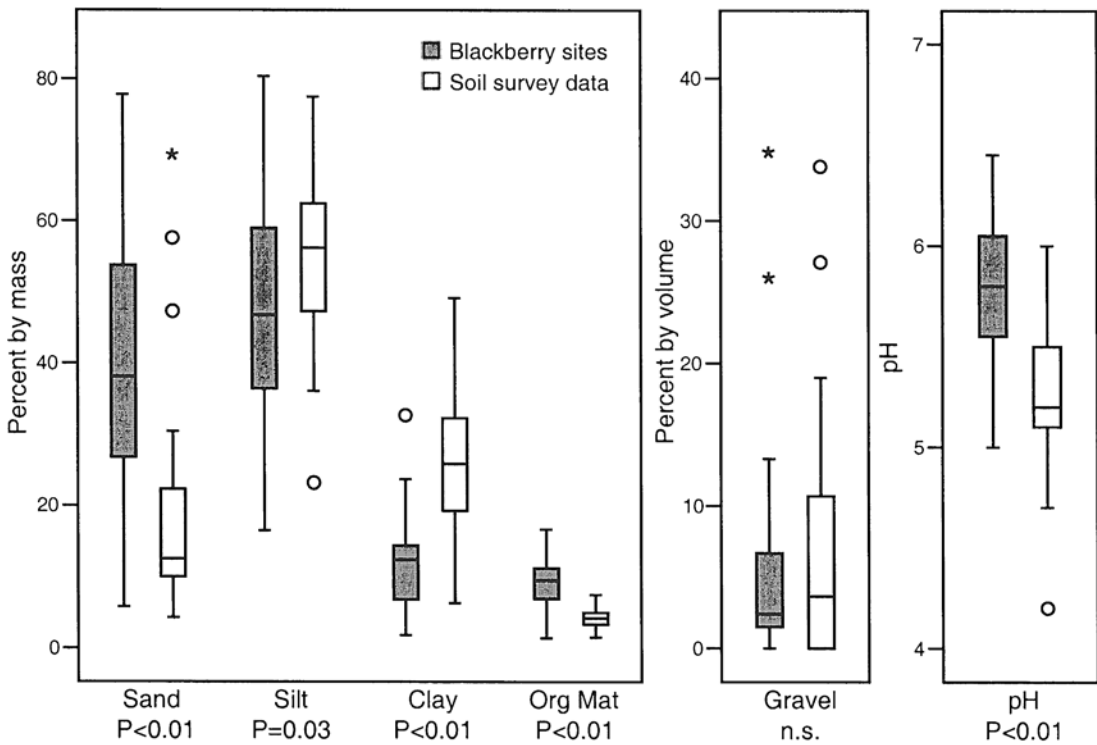 Blackberry sites
Soil survey data
Percent by mass
80
60
40
20
0
Sand
P<0.01
Silt
P=0.03
Clay
P<0.01
Org Mat
P<0.01
Percent by volume
40
30
20
10
0
Gravel
n.s.
pH
7
6
5
4
pH
P<0.01